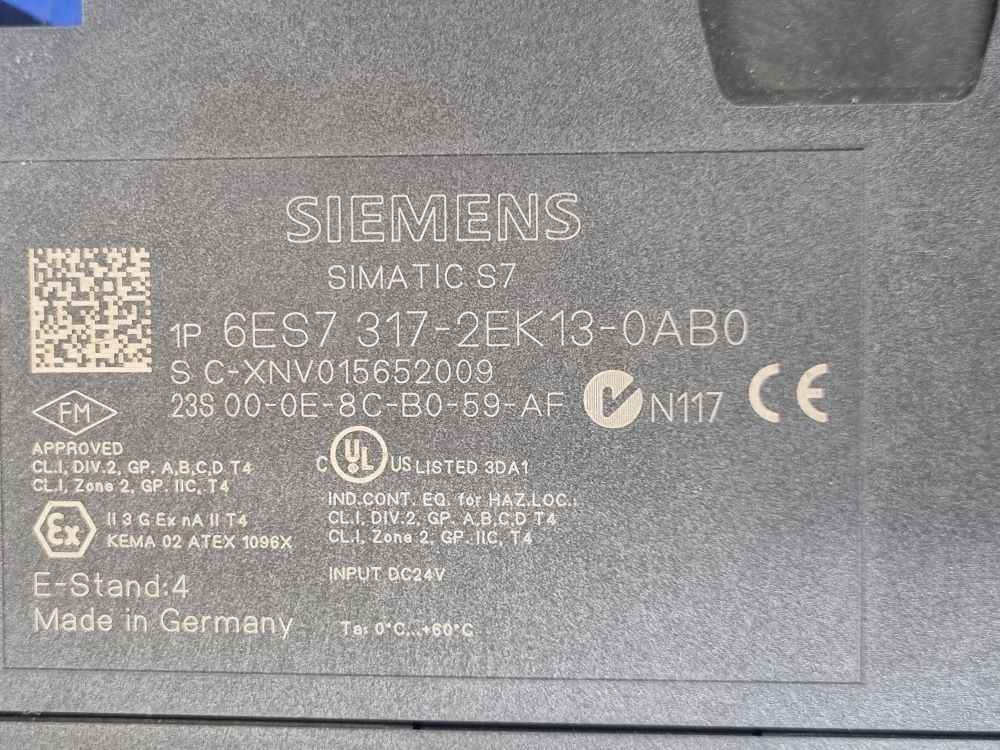 SIEMENS
SIMATIC S7
1P 6ES7 317-2EK13-0AB0
S C-XNV015652009
23S 00-0E-8C-B0-59-AF N117 CE
FM
APPROVED
CL.I, DIV.2, GP. A,B,C,D T4
CL.I, Zone 2, GP. IIC, T4
C UL US LISTED 3DA1
IND.CONT. EQ. for HAZ.LOC.:
CL.I, DIV.2, GP. A,B,C,D T4
CL.I, Zone 2, GP. IIC, T4
Ex II 3 G Ex nA II T4
KEMA 02 ATEX 1096X
INPUT DC24V
E-Stand:4
Made in Germany
Ta: 0°C...+60°C